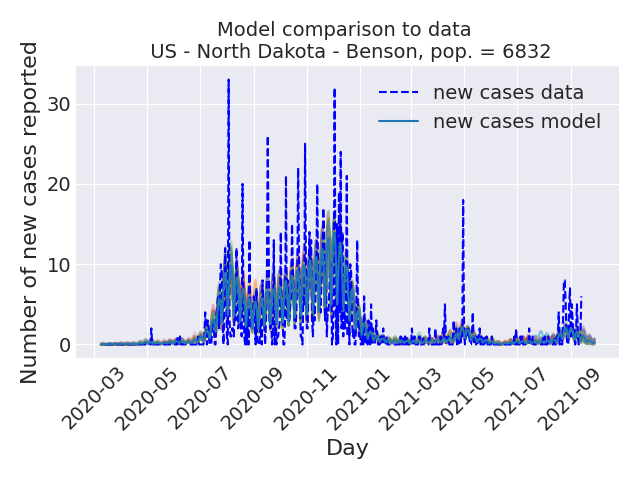 Model comparison to data
US - North Dakota - Benson, pop. = 6832
Number of new cases reported
30
20
10
0
new cases data
new cases model
2020-03
2020-05
2020-07
2020-09
2020-11
2021-01
2021-03
2021-05
2021-07
2021-09
Day